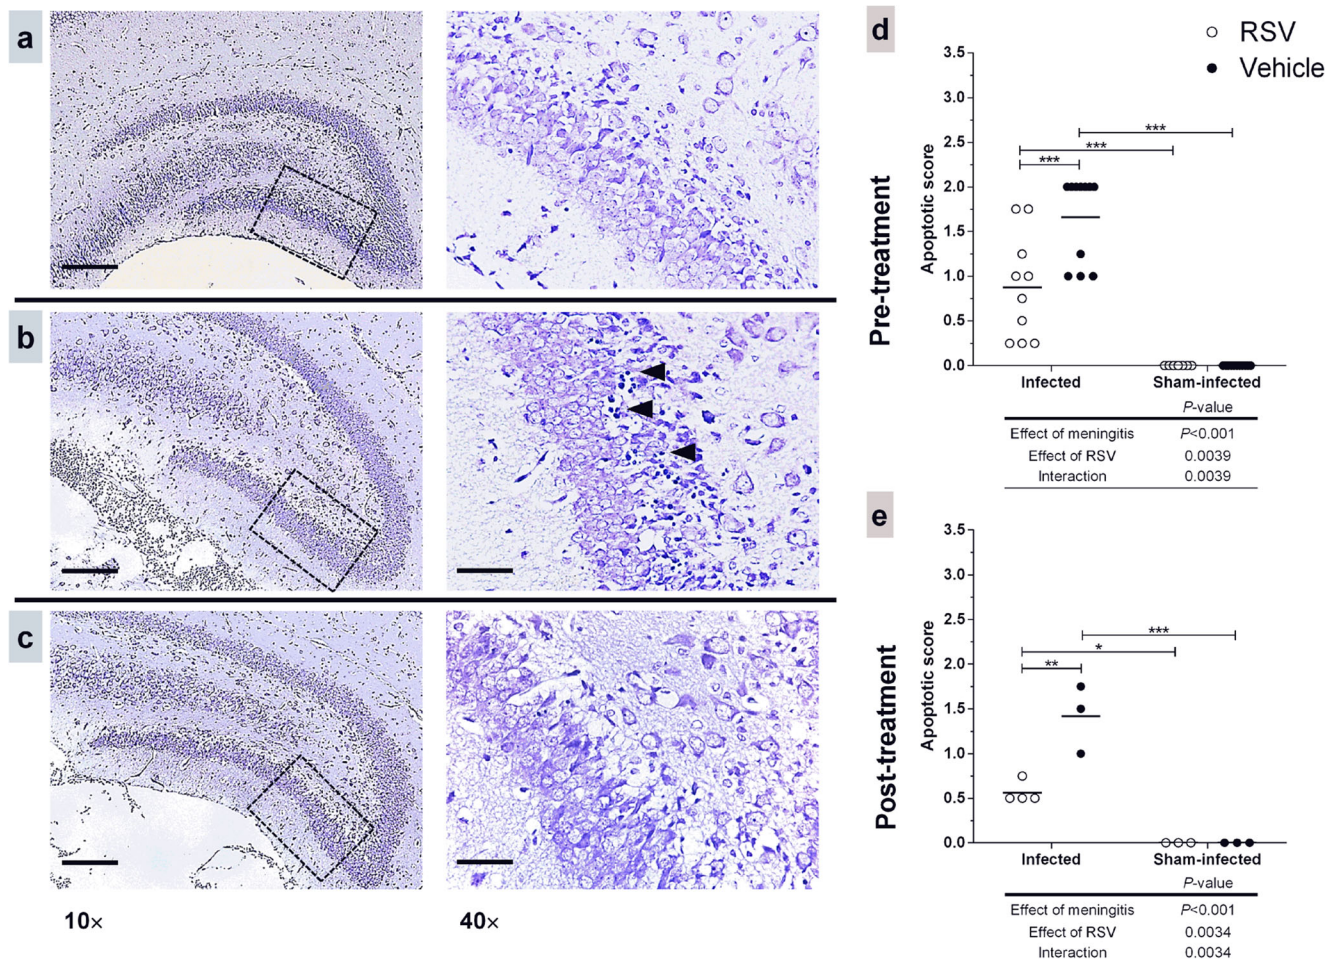 a
b
c
10×
40×
d
RSV
Vehicle
Pre-treatment
Apoptotic score
3.5
3.0
2.5
2.0
1.5
1.0
0.5
0.0
***
***
***
Infected
Sham-infected
P-value
Effect of meningitis P<0.001
Effect of RSV 0.0039
Interaction 0.0039
e
Post-treatment
Apoptotic score
3.5
3.0
2.5
2.0
1.5
1.0
0.5
0.0
***
*
**
Infected
Sham-infected
P-value
Effect of meningitis P<0.001
Effect of RSV 0.0034
Interaction 0.0034